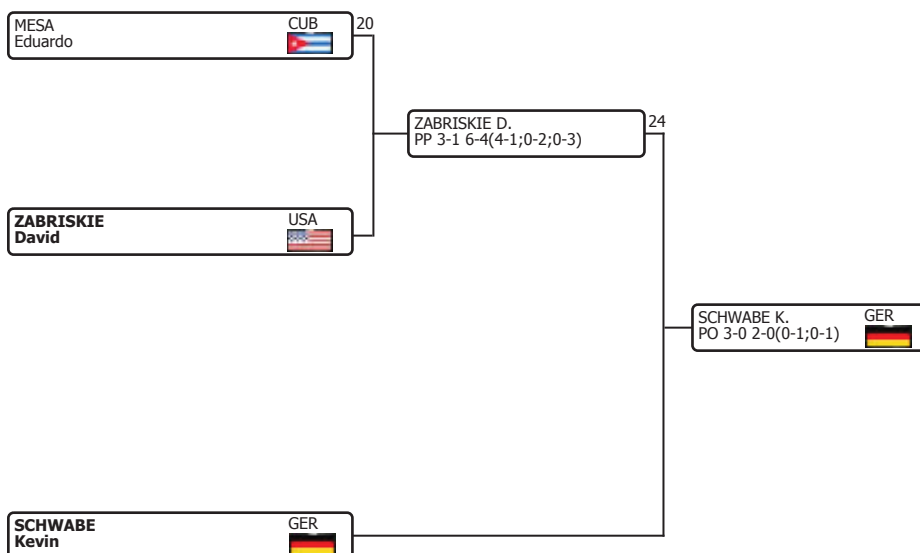 MESA
Eduardo
CUB
20
ZABRISKIE D.
PP 3-1 6-4(4-1;0-2;0-3)
24
ZABRISKIE
David
USA
SCHWABE K.
PO 3-0 2-0(0-1;0-1)
GER
SCHWABE
Kevin
GER